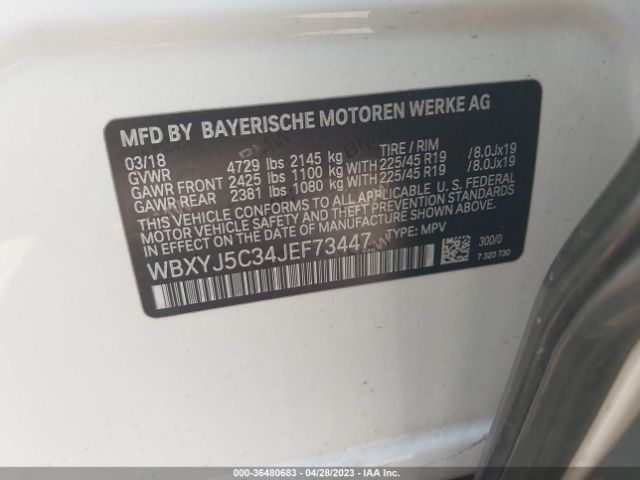 MFD BY BAYERISCHE MOTOREN WERKE AG
03/18 TIRE / RIM
GVWR 4729 lbs 2145 kg
GAWR FRONT 2425 lbs 1100 kg WITH 225/45 R19 /8.0Jx19
GAWR REAR 2381 lbs 1080 kg WITH 225/45 R19 /8.0Jx19
THIS VEHICLE CONFORMS TO ALL APPLICABLE U. S. FEDERAL
MOTOR VEHICLE SAFETY, BUMPER, AND THEFT PREVENTION
STANDARDS IN EFFECT ON THE DATE OF MANUFACTURE SHOWN ABOVE.
WBXYJ5C34JEF73447 TYPE: MPV
300/0
7 320 730
000-36480683 / 04/28/2023 - IAA Inc.